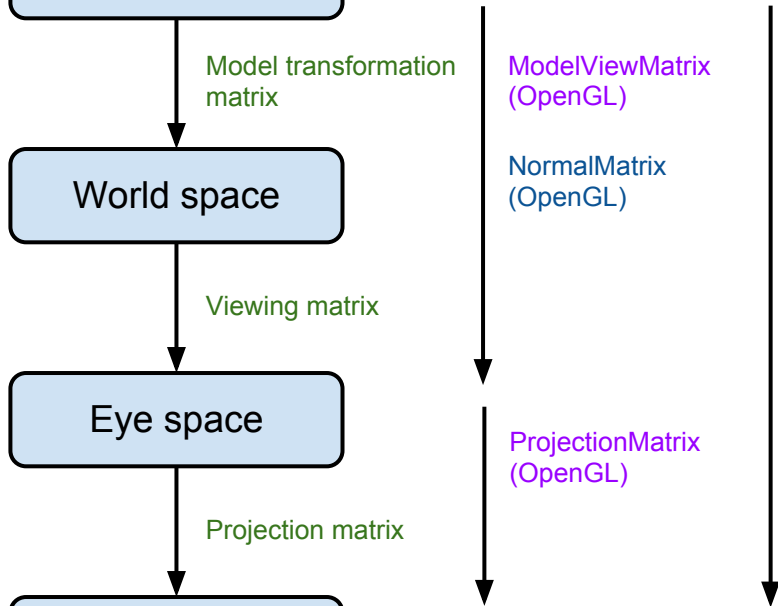 Model transformation
matrix
ModelViewMatrix
(OpenGL)
NormalMatrix
(OpenGL)
World space
Viewing matrix
Eye space
ProjectionMatrix
(OpenGL)
Projection matrix